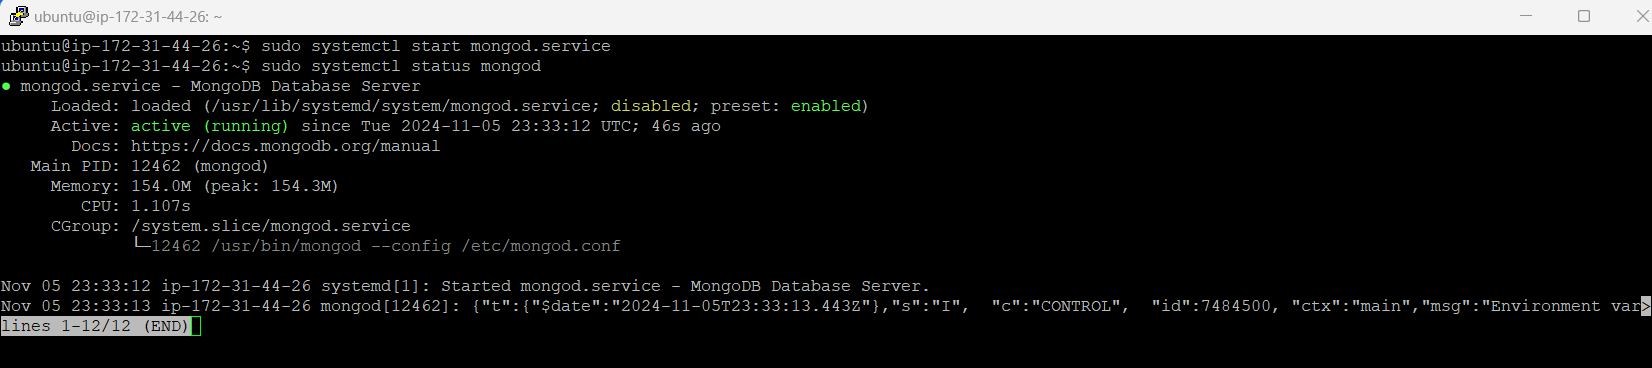 ubuntu@ip-172-31-44-26: ~
ubuntu@ip-172-31-44-26:~$ sudo systemctl start mongod.service
ubuntu@ip-172-31-44-26:~$ sudo systemctl status mongod
● mongod.service - MongoDB Database Server
     Loaded: loaded (/usr/lib/systemd/system/mongod.service; disabled; preset: enabled)
     Active: active (running) since Tue 2024-11-05 23:33:12 UTC; 46s ago
       Docs: https://docs.mongodb.org/manual
   Main PID: 12462 (mongod)
     Memory: 154.0M (peak: 154.3M)
        CPU: 1.107s
     CGroup: /system.slice/mongod.service
             └─12462 /usr/bin/mongod --config /etc/mongod.conf
Nov 05 23:33:12 ip-172-31-44-26 systemd[1]: Started mongod.service - MongoDB Database Server.
Nov 05 23:33:13 ip-172-31-44-26 mongod[12462]: {"t":{"$date":"2024-11-05T23:33:13.443Z"},"s":"I",  "c":"CONTROL",  "id":7484500, "ctx":"main","msg":"Environment var>
lines 1-12/12 (END)